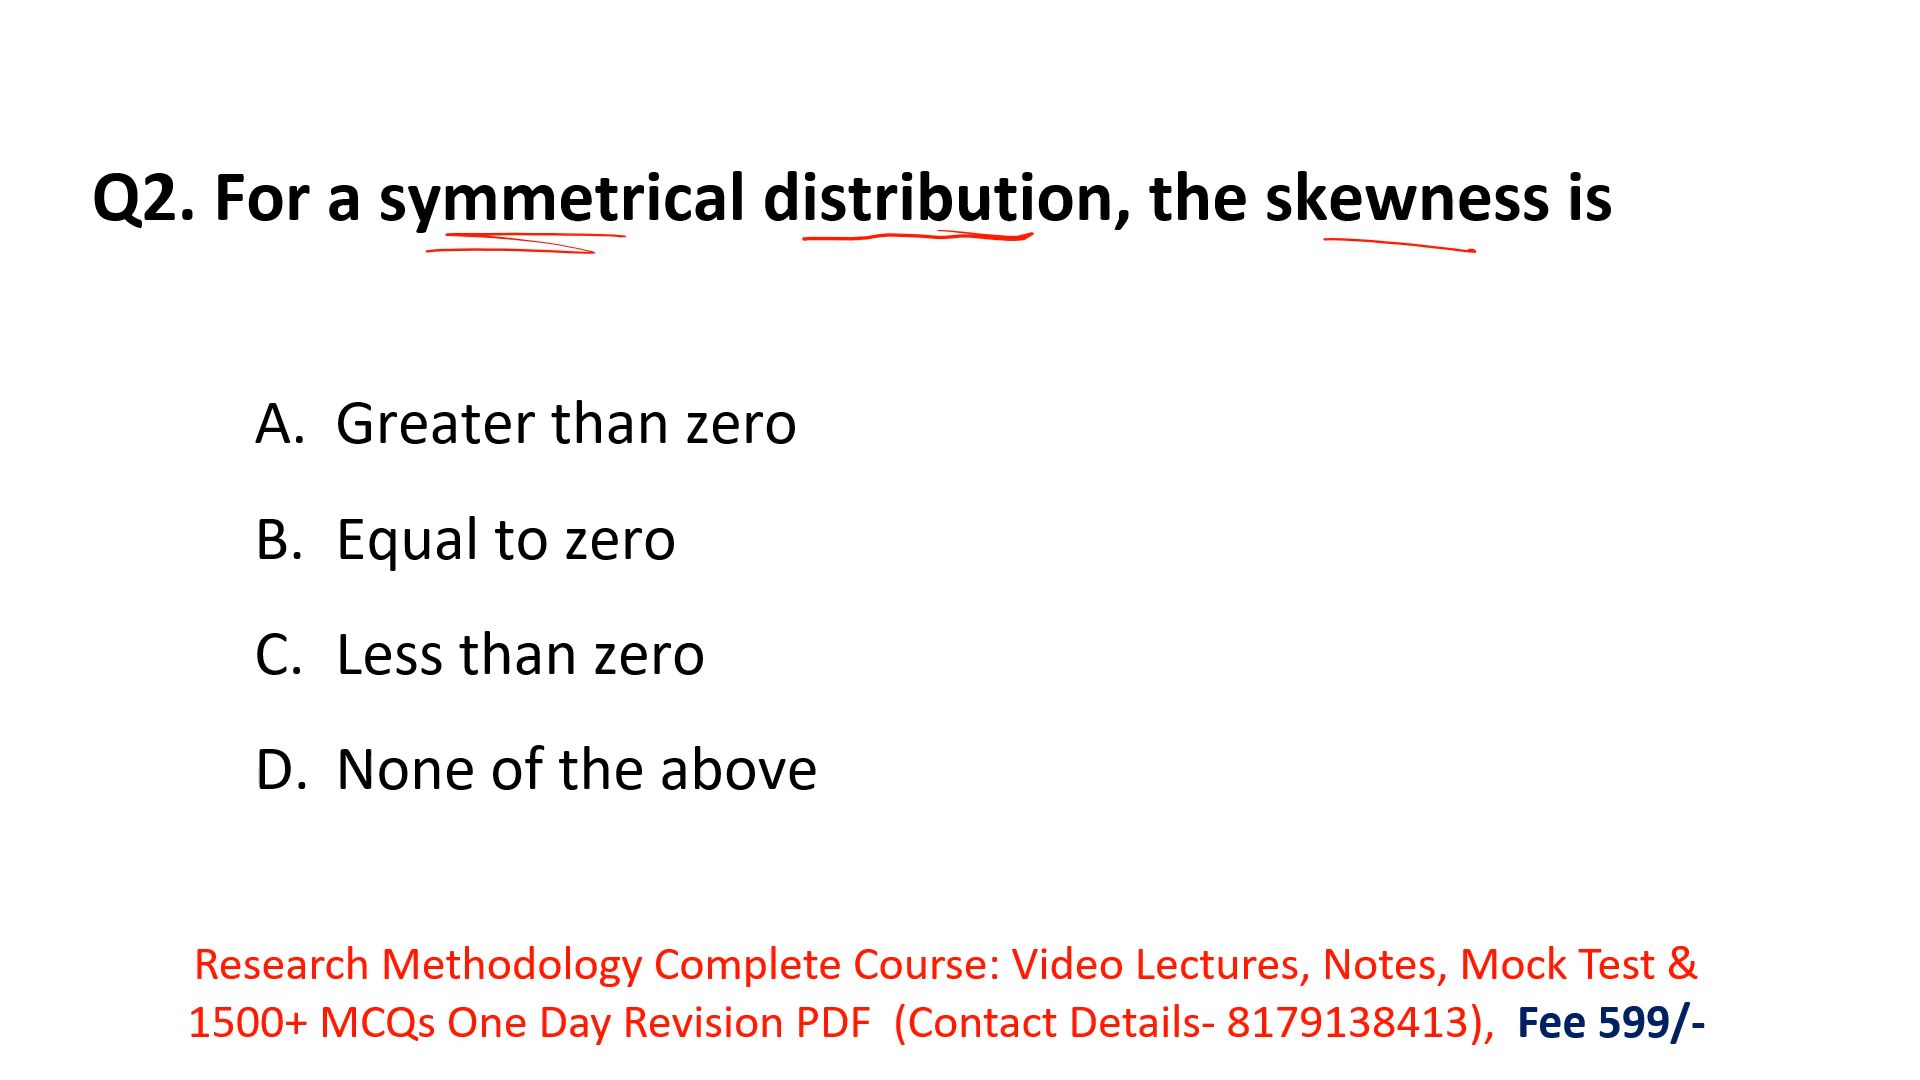 Q2. For a symmetrical distribution, the skewness is
A. Greater than zero
B. Equal to zero
C. Less than zero
D. None of the above
Research Methodology Complete Course: Video Lectures, Notes, Mock Test &
1500+ MCQs One Day Revision PDF (Contact Details- 8179138413), Fee 599/-